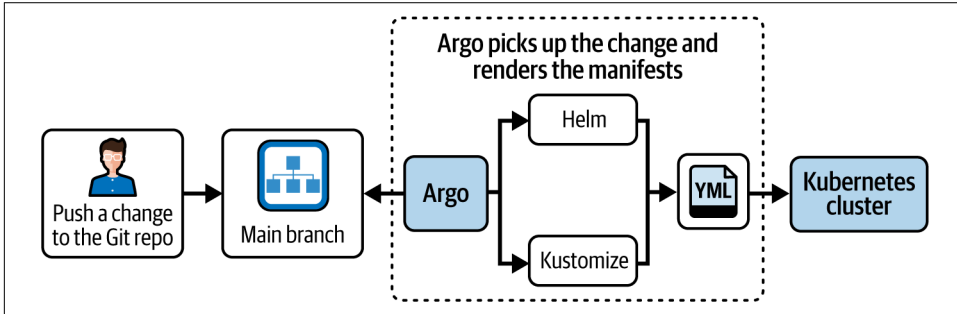 Argo picks up the change and
renders the manifests
Push a change
to the Git repo
Main branch
Argo
Helm
Kustomize
YML
Kubernetes
cluster